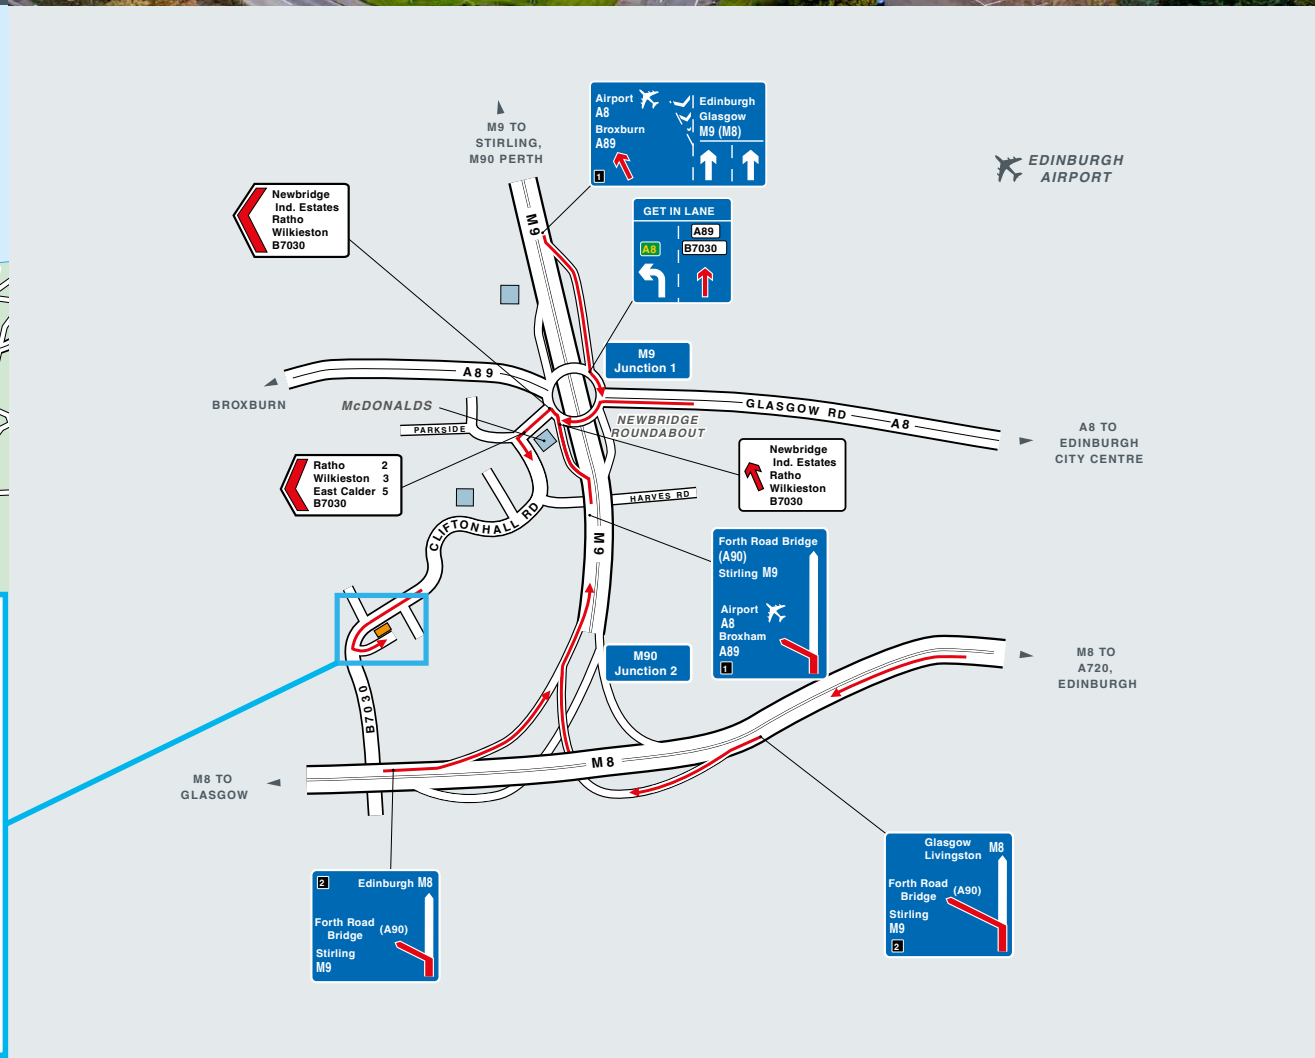 Airport
A8
Broxburn
A89
1
Edinburgh
Glasgow
M9 (M8)
M9 TO
STIRLING,
M90 PERTH
EDINBURGH
AIRPORT
Newbridge
Ind. Estates
Ratho
Wilkieston
B7030
M9
GET IN LANE
A8
A89
B7030
M9
Junction 1
A89
BROXBURN
McDONALDS
PARKSIDE
GLASGOW RD
A8
NEWBRIDGE
ROUNDABOUT
A8 TO
EDINBURGH
CITY CENTRE
Ratho 2
Wilkieston 3
East Calder 5
B7030
Newbridge
Ind. Estates
Ratho
Wilkieston
B7030
HARVES RD
CLIFTONHALL RD
M9
Forth Road Bridge
(A90)
Stirling M9
Airport
A8
Broxham
A89
1
M90
Junction 2
M8 TO
A720,
EDINBURGH
B7030
M8
M8 TO
GLASGOW
2
Edinburgh M8
Forth Road
Bridge
(A90)
Stirling
M9
Glasgow
Livingston
M8
Forth Road
Bridge
(A90)
Stirling
M9
2